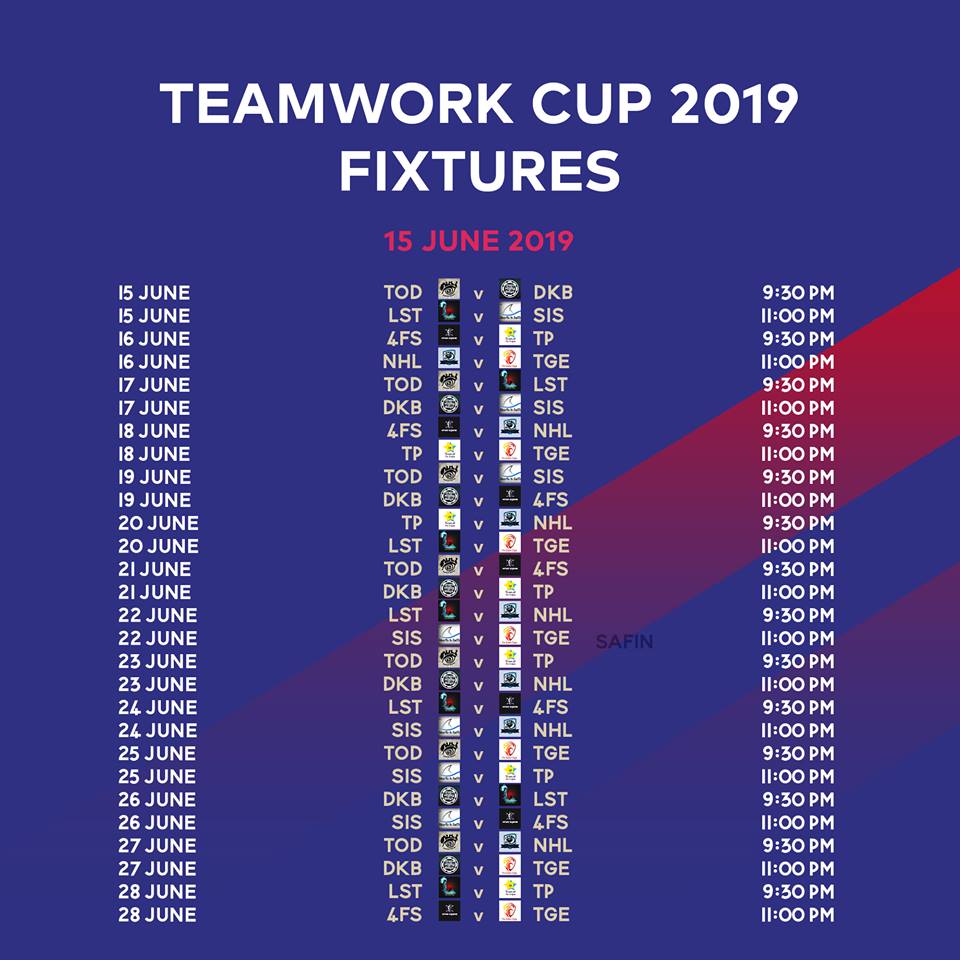 TEAMWORK CUP 2019
FIXTURES
15 JUNE 2019
15 JUNE TOD v DKB 9:30 PM
15 JUNE LST v SIS 11:00 PM
16 JUNE 4FS v TP 9:30 PM
16 JUNE NHL v TGE 11:00 PM
17 JUNE TOD v LST 9:30 PM
17 JUNE DKB v SIS 11:00 PM
18 JUNE 4FS v NHL 9:30 PM
18 JUNE TP v TGE 11:00 PM
19 JUNE TOD v SIS 9:30 PM
19 JUNE DKB v 4FS 11:00 PM
20 JUNE TP v NHL 9:30 PM
20 JUNE LST v TGE 11:00 PM
21 JUNE TOD v 4FS 9:30 PM
21 JUNE DKB v TP 11:00 PM
22 JUNE LST v NHL 9:30 PM
22 JUNE SIS v TGE SAFIN 11:00 PM
23 JUNE TOD v TP 9:30 PM
23 JUNE DKB v NHL 11:00 PM
24 JUNE LST v 4FS 9:30 PM
24 JUNE SIS v NHL 11:00 PM
25 JUNE TOD v TGE 9:30 PM
25 JUNE SIS v TP 11:00 PM
26 JUNE DKB v LST 9:30 PM
26 JUNE SIS v 4FS 11:00 PM
27 JUNE TOD v NHL 9:30 PM
27 JUNE DKB v TGE 11:00 PM
28 JUNE LST v TP 9:30 PM
28 JUNE 4FS v TGE 11:00 PM